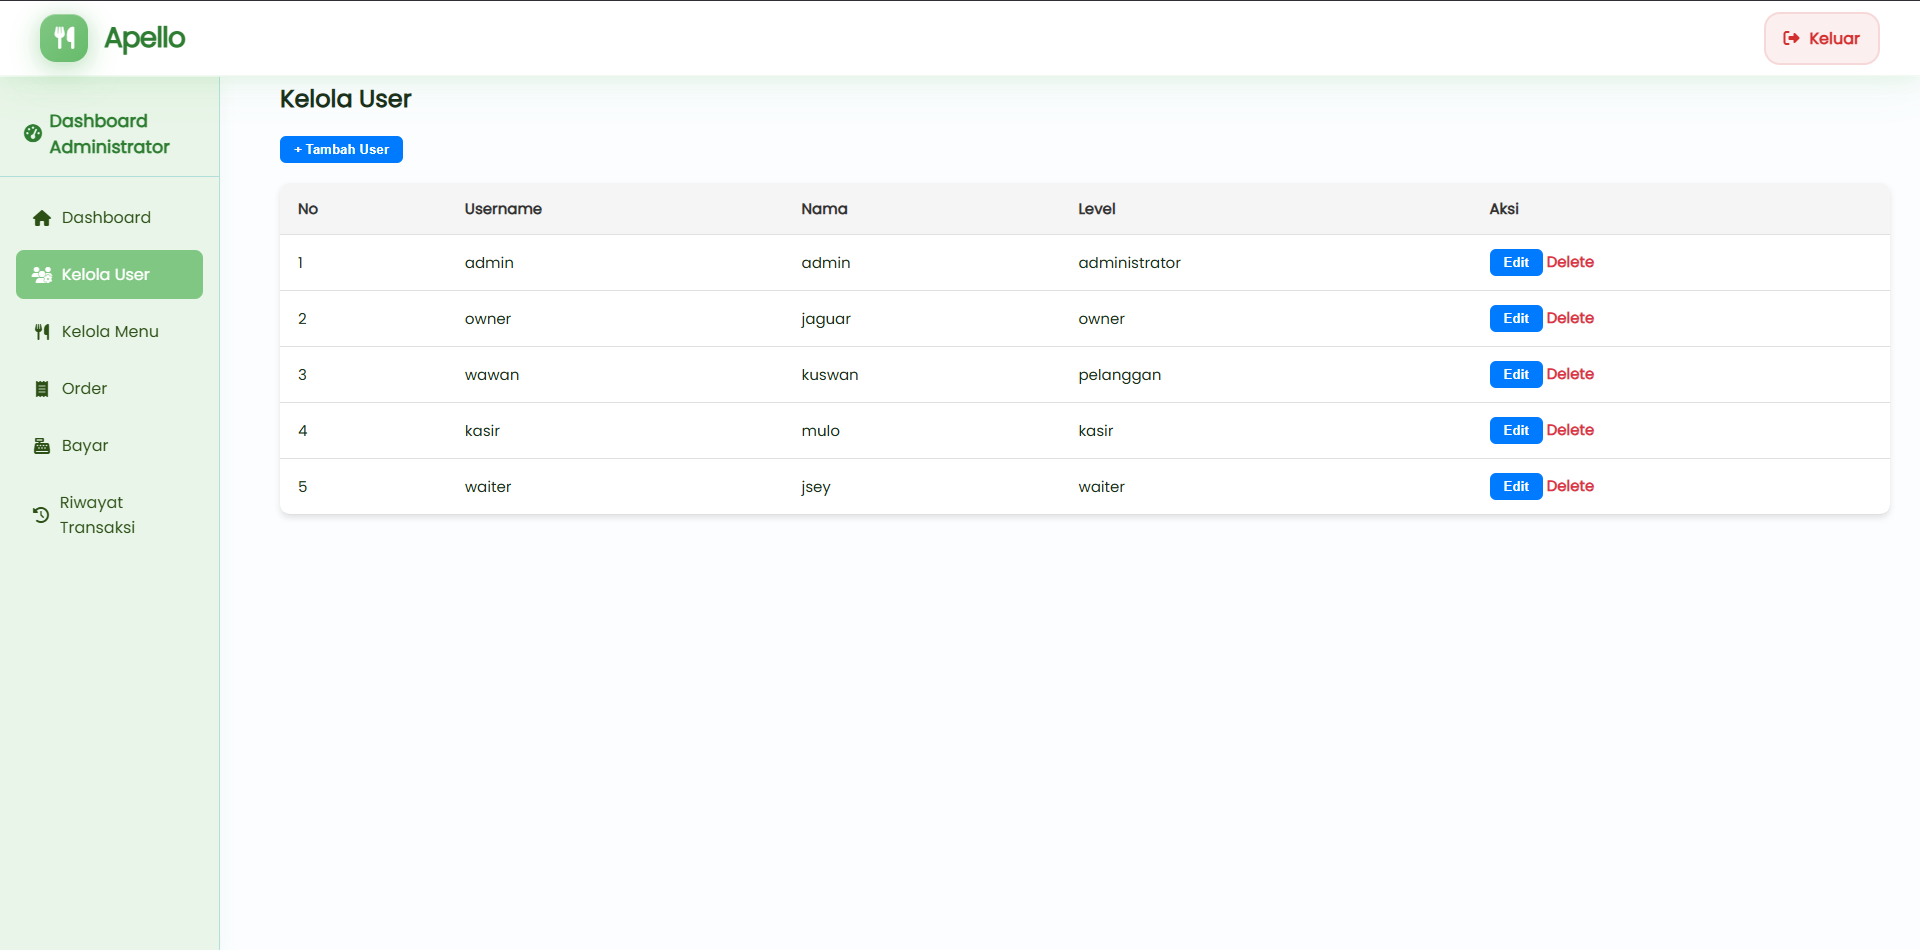 Apello
Keluar
Dashboard
Administrator
Dashboard
Kelola User
Kelola Menu
Order
Bayar
Riwayat
Transaksi
Kelola User
+ Tambah User
No Username Nama Level Aksi
1 admin admin administrator Edit Delete
2 owner jaguar owner Edit Delete
3 wawan kuswan pelanggan Edit Delete
4 kasir mulo kasir Edit Delete
5 waiter jsey waiter Edit Delete